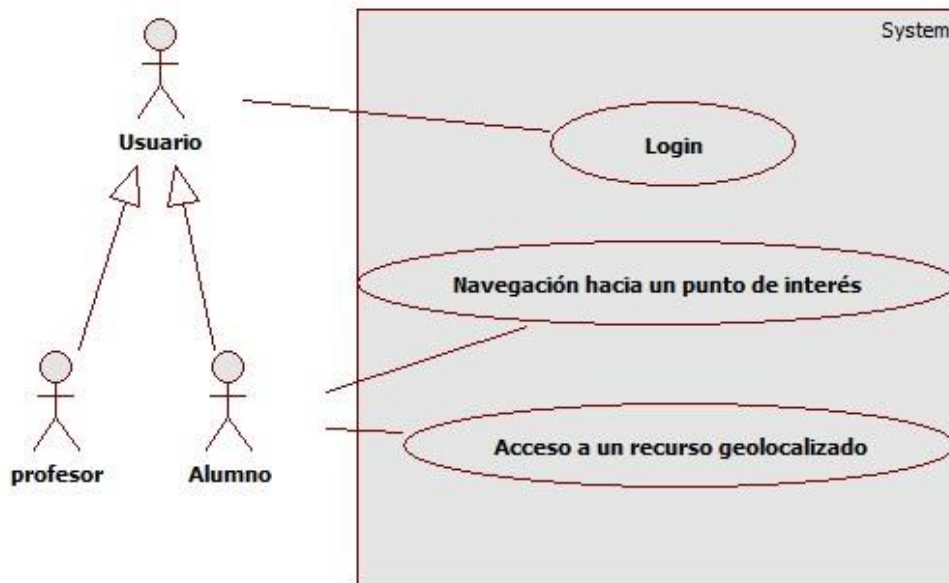 System
Usuario
Login
Navegación hacia un punto de interés
Acceso a un recurso geolocalizado
profesor
Alumno